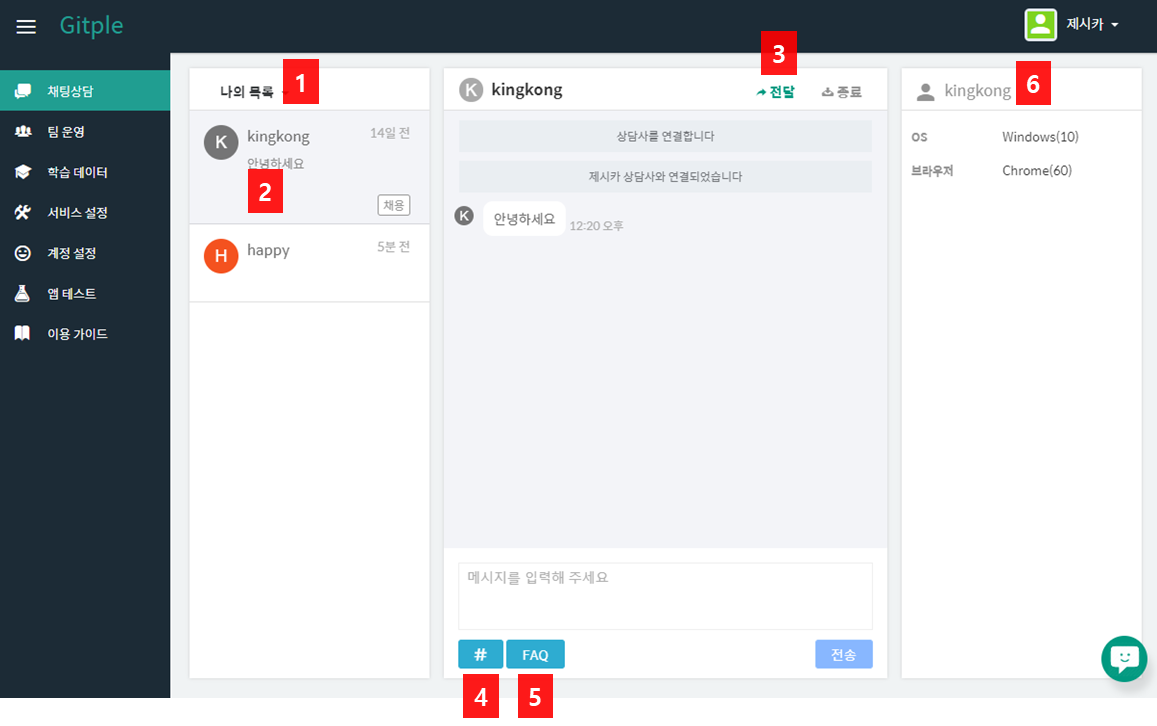 Gitple
제시카
채팅상담
팀 운영
학습 데이터
서비스 설정
계정 설정
앱 테스트
이용 가이드
나의 목록
1
K
kingkong
14일 전
안녕하세요
2
채용
H
happy
5분 전
K
kingkong
3
전달
종료
상담사를 연결합니다
제시카 상담사와 연결되었습니다
K
안녕하세요
12:20 오후
메시지를 입력해 주세요
#
FAQ
전송
4
5
kingkong
6
OS
Windows(10)
브라우저
Chrome(60)